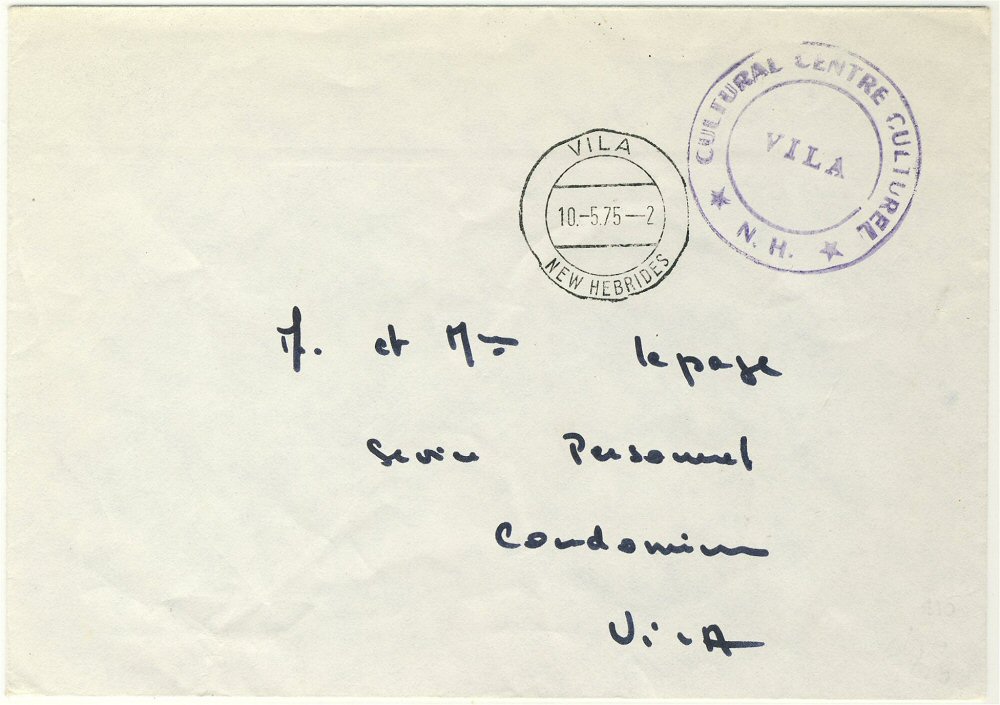 CULTURAL CENTRE CULTUREL
VILA
★ N.H. ★
VILA
10.-5.75-2
NEW HEBRIDES
M. et Mme Lepage
Service Personnel
Condominium
VilA